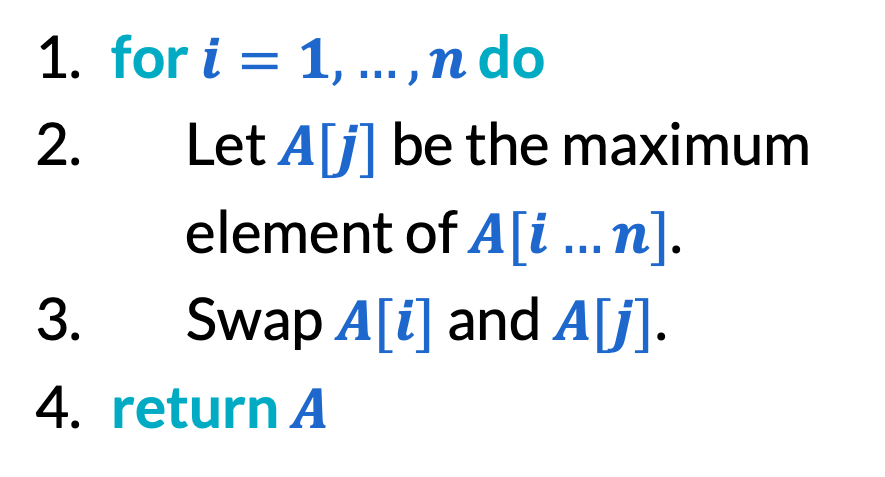 1. for i = 1, ... , n do
2. Let A[j] be the maximum
element of A[i ... n].
3. Swap A[i] and A[j].
4. return A